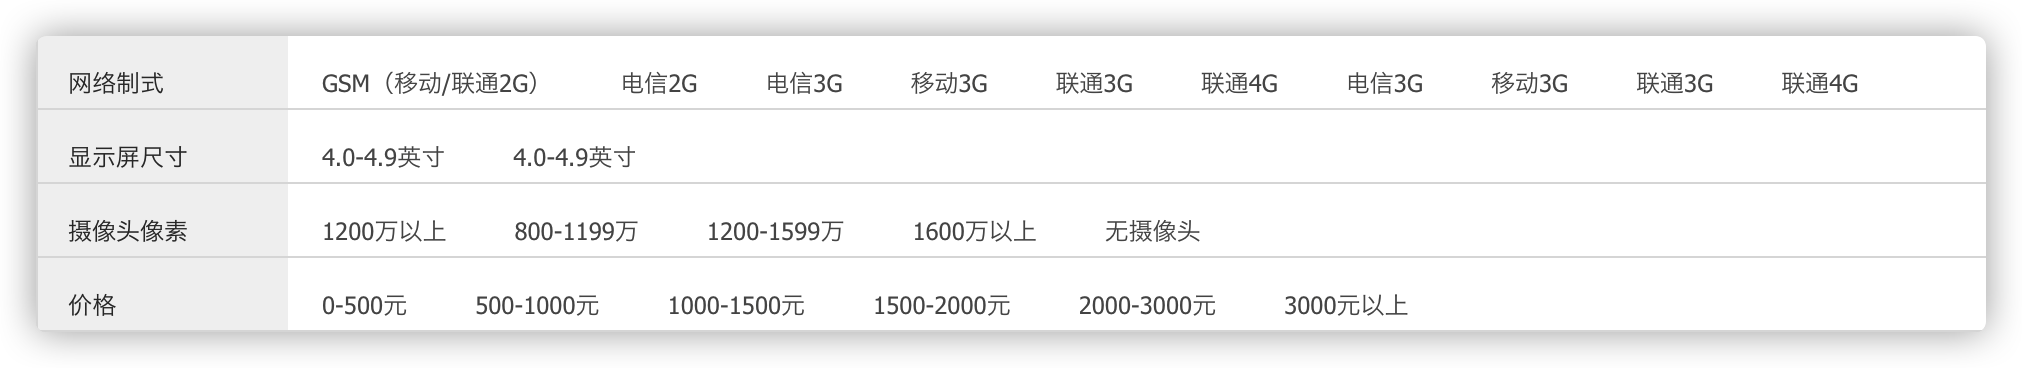 网络制式 GSM（移动/联通2G） 电信2G 电信3G 移动3G 联通3G 联通4G 电信3G 移动3G 联通3G 联通4G
显示屏尺寸 4.0-4.9英寸 4.0-4.9英寸
摄像头像素 1200万以上 800-1199万 1200-1599万 1600万以上 无摄像头
价格 0-500元 500-1000元 1000-1500元 1500-2000元 2000-3000元 3000元以上